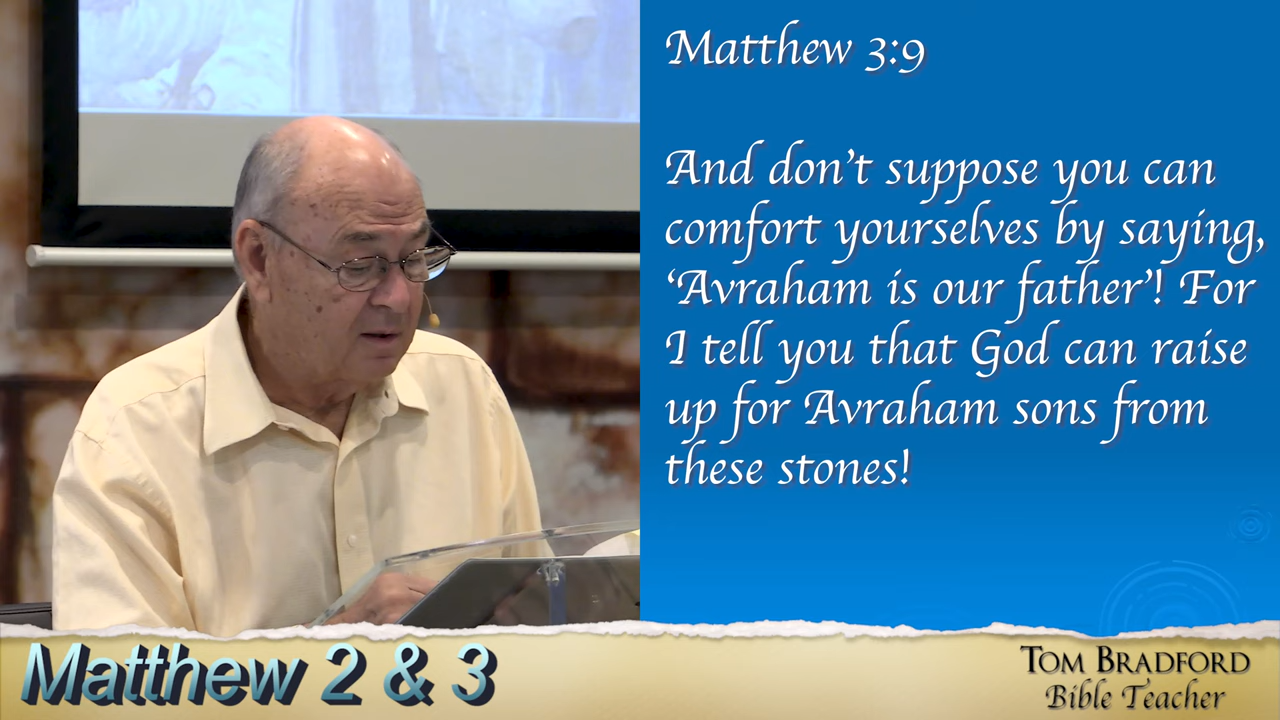 Matthew 3:9
And don't suppose you can
comfort yourselves by saying,
'Avraham is our father'! For
I tell you that God can raise
up for Avraham sons from
these stones!
Matthew 2 & 3
TOM BRADFORD
Bible Teacher